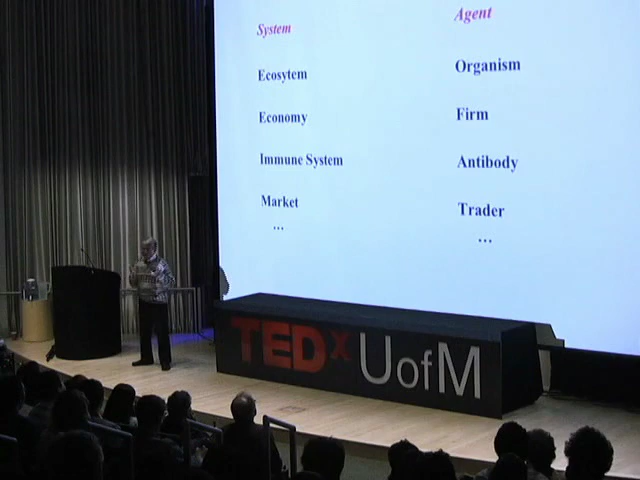 System Agent
Ecosytem Organism
Economy Firm
Immune System Antibody
Market Trader
... ...
TEDx UofM